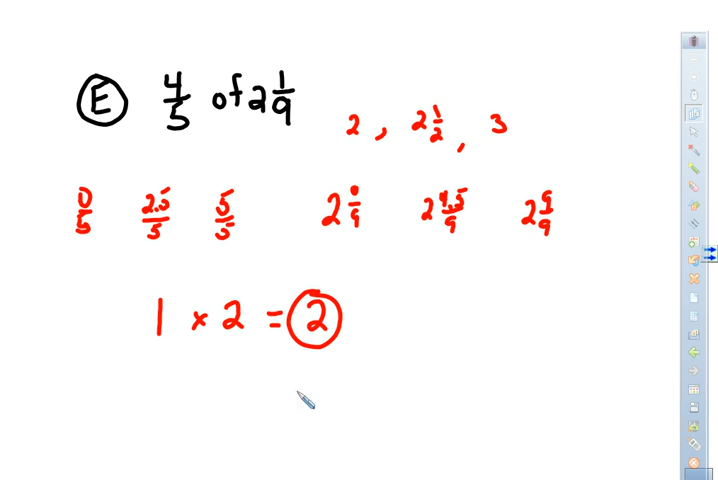 E 4/5 of 2 1/9
2, 2 1/2, 3
0/5 2.5/5 5/5 2 0/9 2 4.5/9 2 9/9
1 × 2 = 2